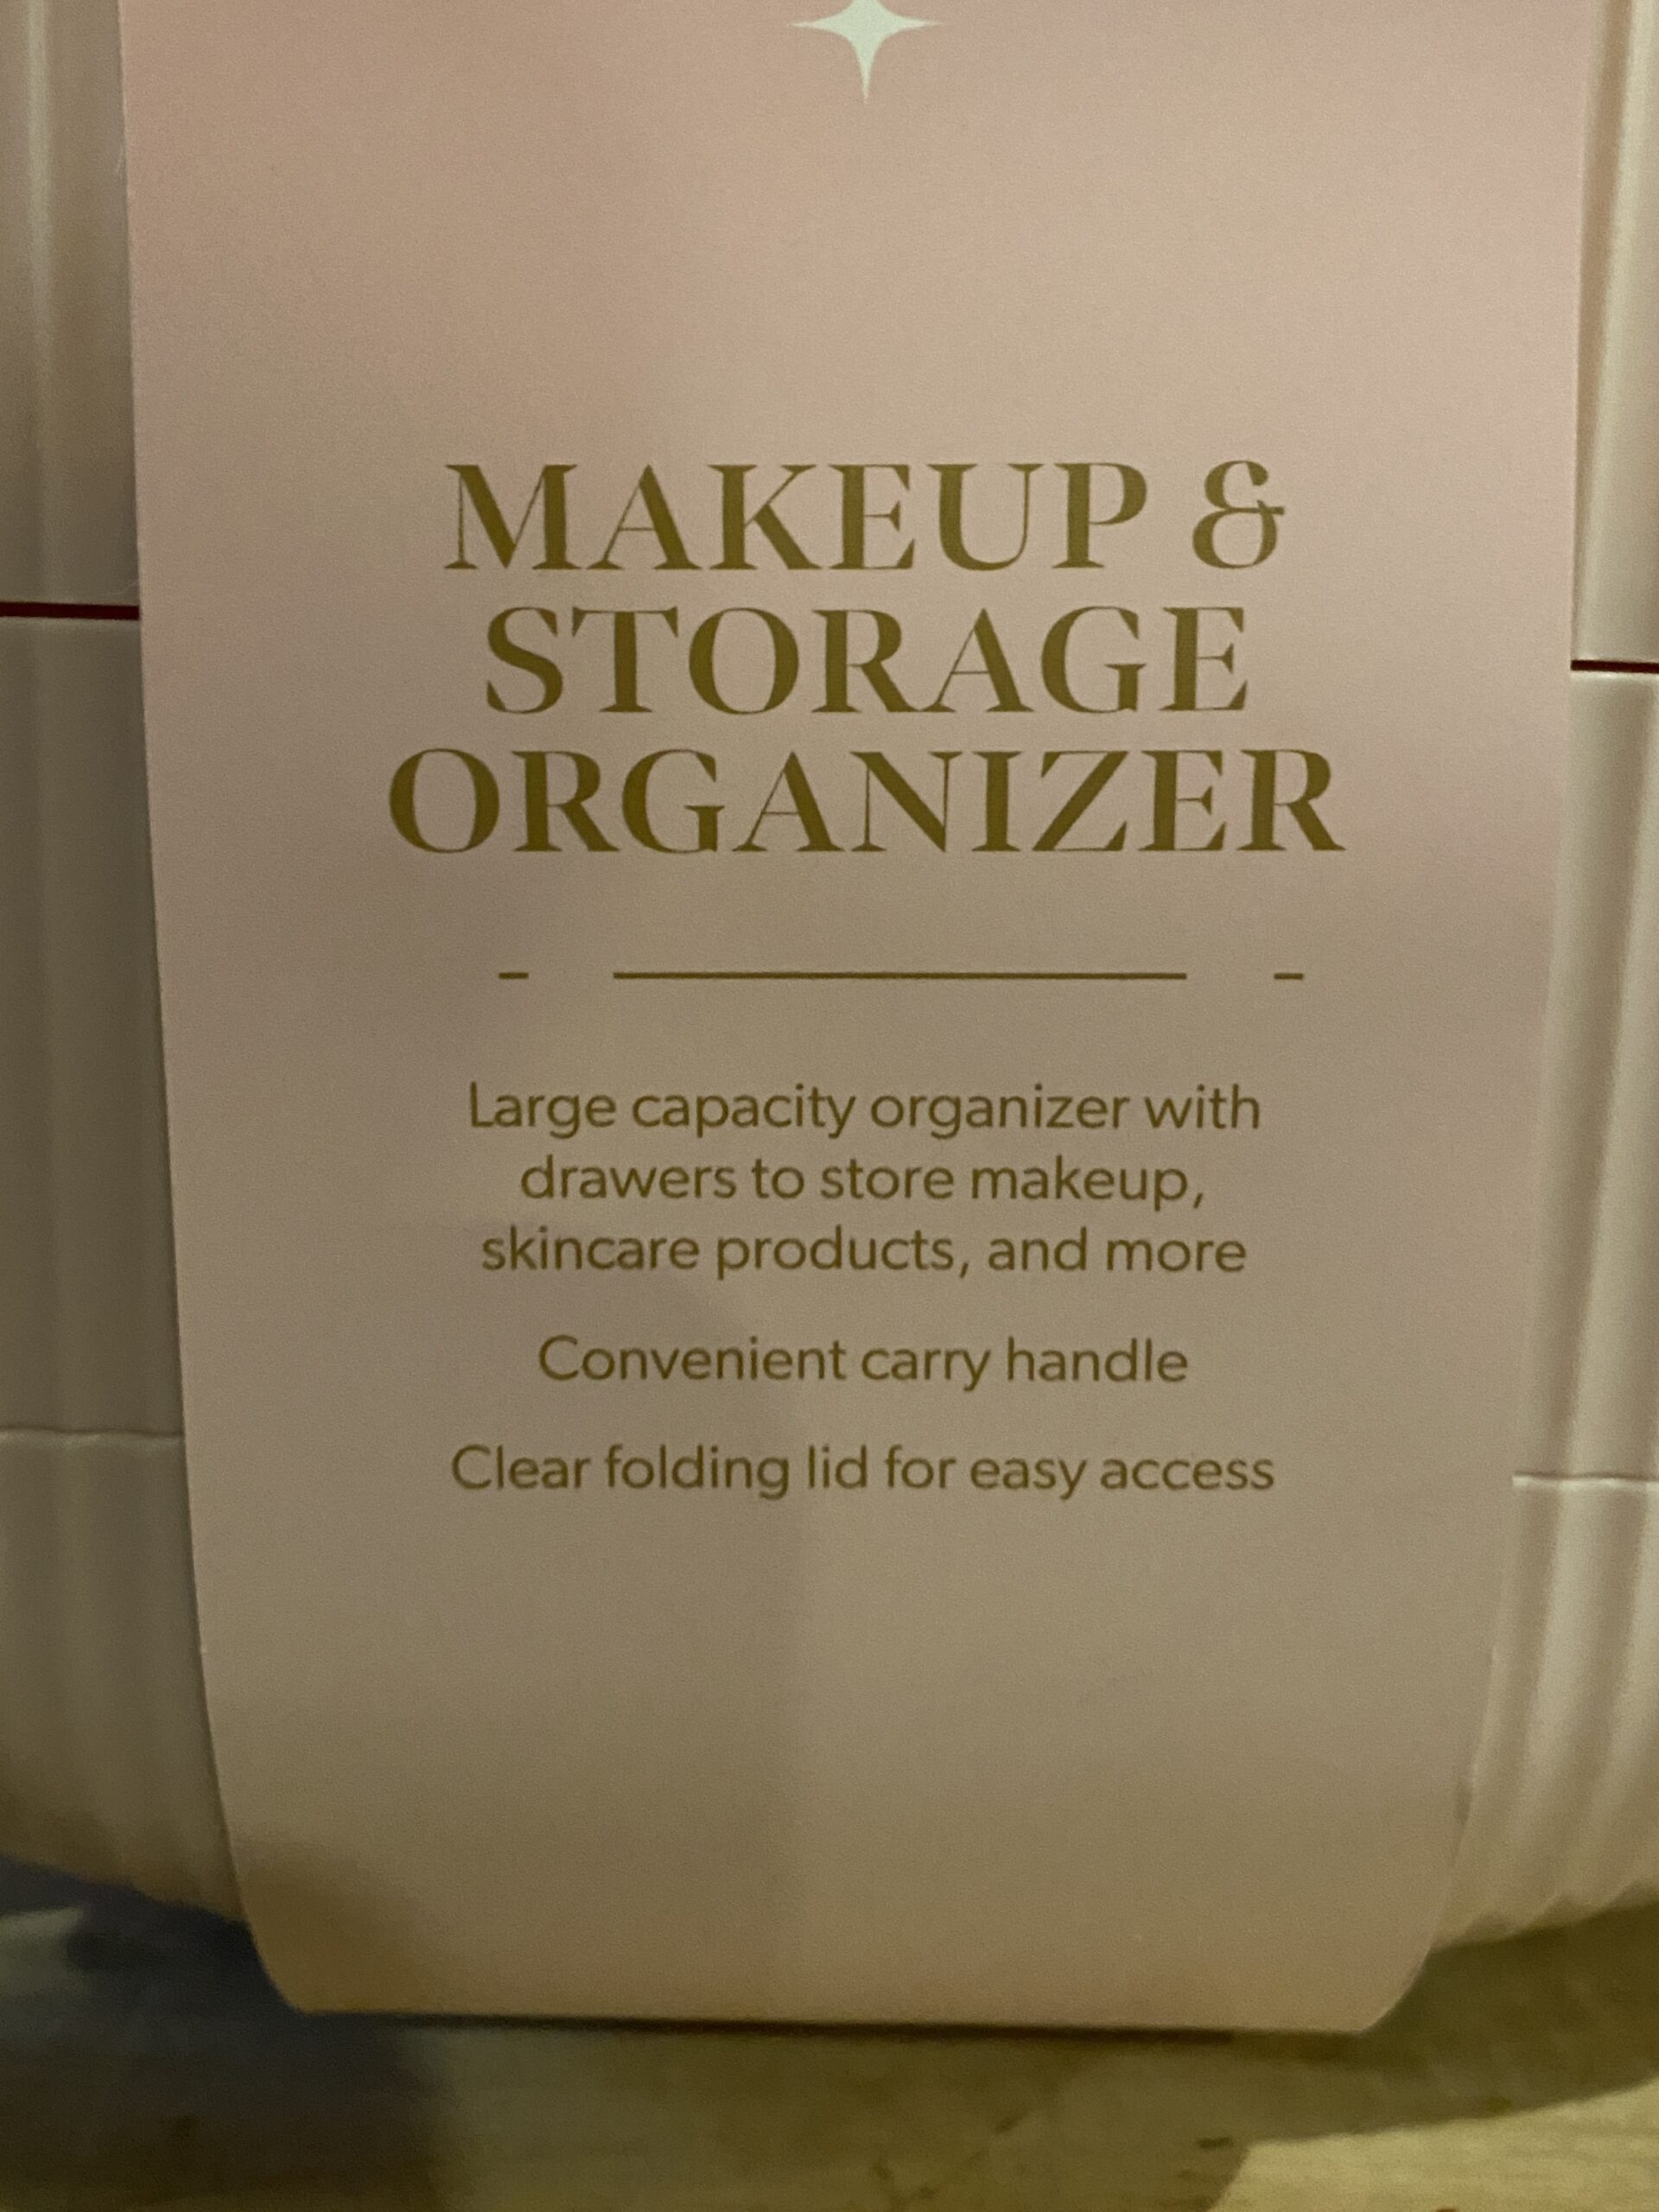 MAKEUP &
STORAGE
ORGANIZER
Large capacity organizer with
drawers to store makeup,
skincare products, and more
Convenient carry handle
Clear folding lid for easy access